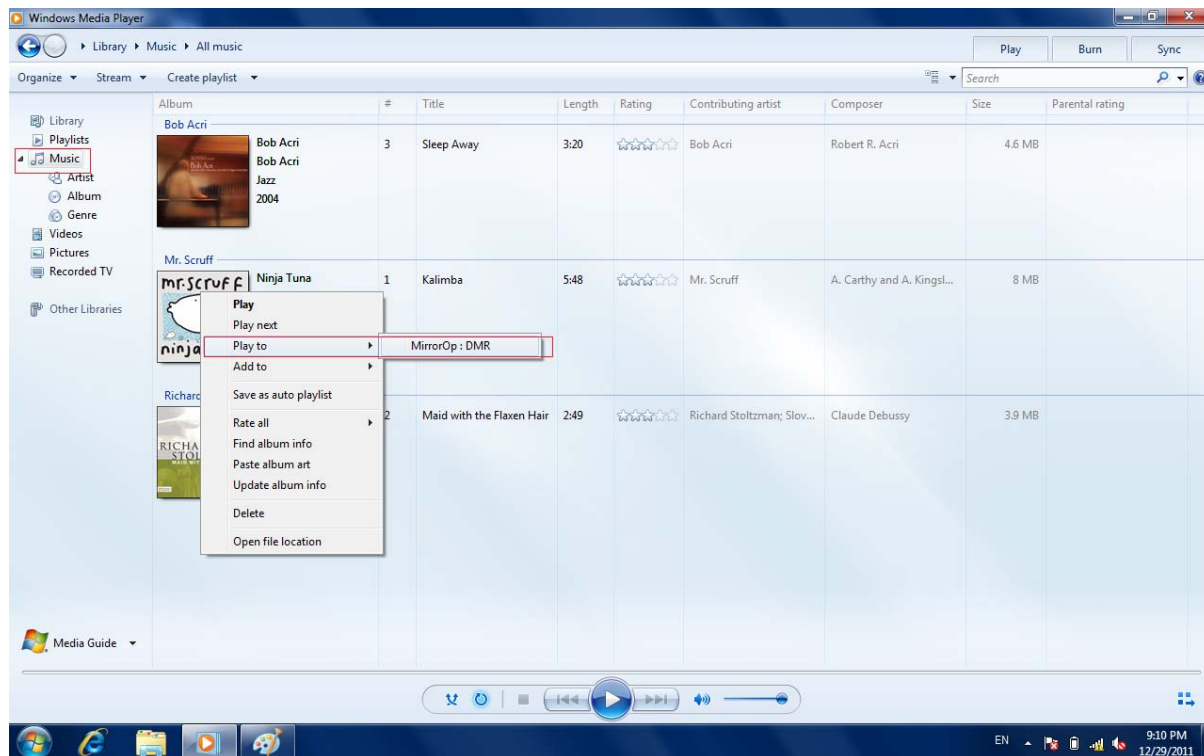 Windows Media Player
Library Music All music
Play Burn Sync
Organize Stream Create playlist
Search
Album # Title Length Rating Contributing artist Composer Size Parental rating
Library
Playlists
Music
Artist
Album
Genre
Videos
Pictures
Recorded TV
Other Libraries
Bob Acri
Bob Acri
Bob Acri
Jazz
2004
3 Sleep Away 3:20 Bob Acri Robert R. Acri 4.6 MB
Mr. Scruff
mr.scruff
ninja
Ninja Tuna
1 Kalimba 5:48 Mr. Scruff A. Carthy and A. Kingsl... 8 MB
Play
Play next
Play to
MirrorOp : DMR
Add to
Save as auto playlist
Rate all
Find album info
Paste album art
Update album info
Delete
Open file location
Richard
RICHA
STOL
2 Maid with the Flaxen Hair 2:49 Richard Stoltzman; Slov... Claude Debussy 3.9 MB
Media Guide
EN
9:10 PM
12/29/2011